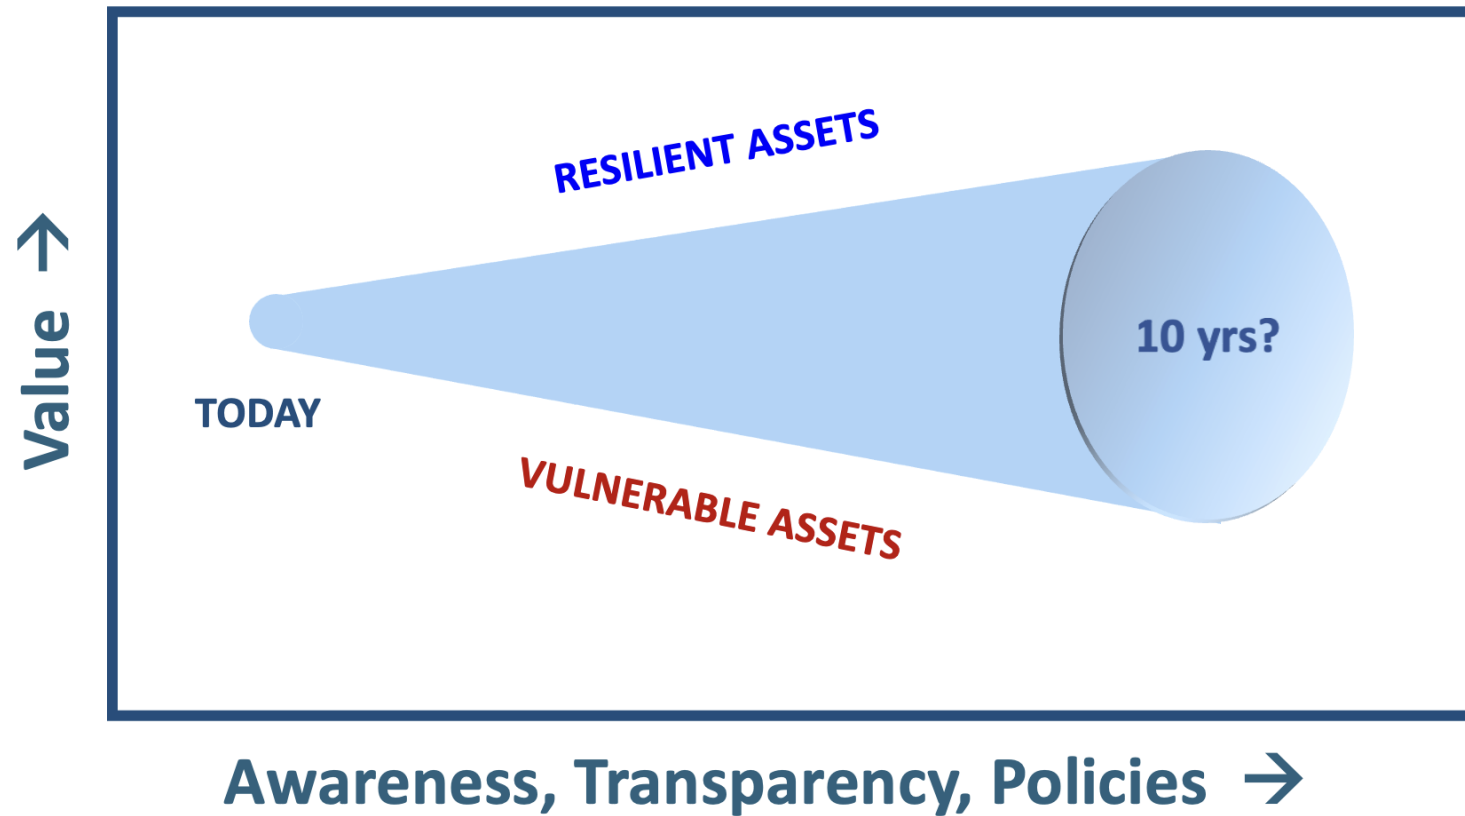 RESILIENT ASSETS
Value →
10 yrs?
TODAY
VULNERABLE ASSETS
Awareness, Transparency, Policies →